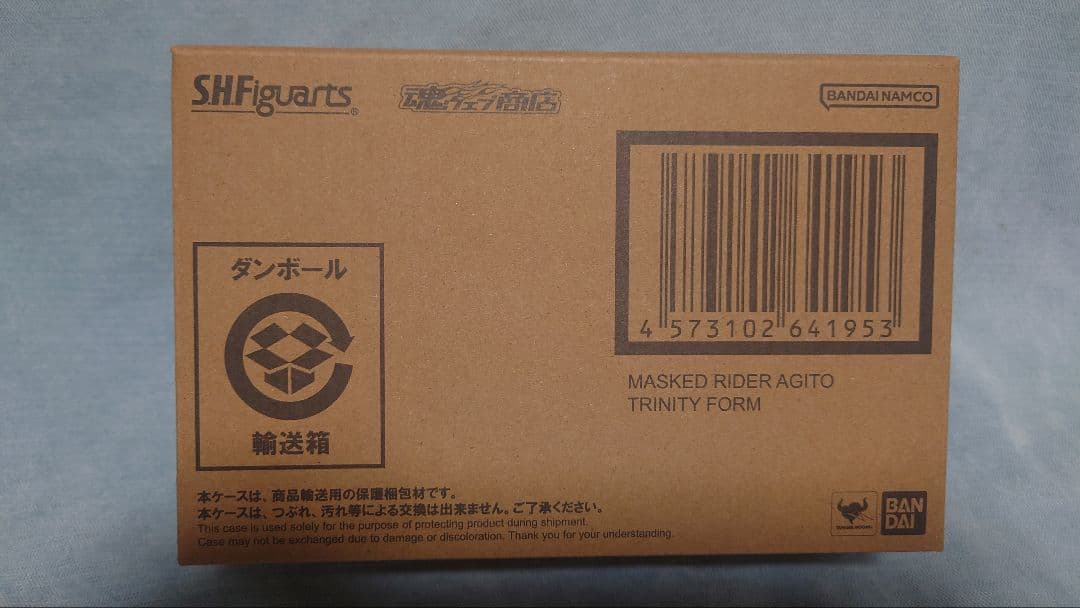 S.H.Figuarts®
魂ウェブ商店
BANDAI NAMCO
ダンボール
輸送箱
4 573102 641953
MASKED RIDER AGITO
TRINITY FORM
本ケースは、商品輸送用の保護梱包材です。
本ケースは、つぶれ、汚れ等による交換は出来ません。ご了承ください。
This case is used solely for the purpose of protecting product during shipment.
Case may not be exchanged due to damage or discoloration. Thank you for your understanding.
TAMASHII NATIONS
BAN
DAI